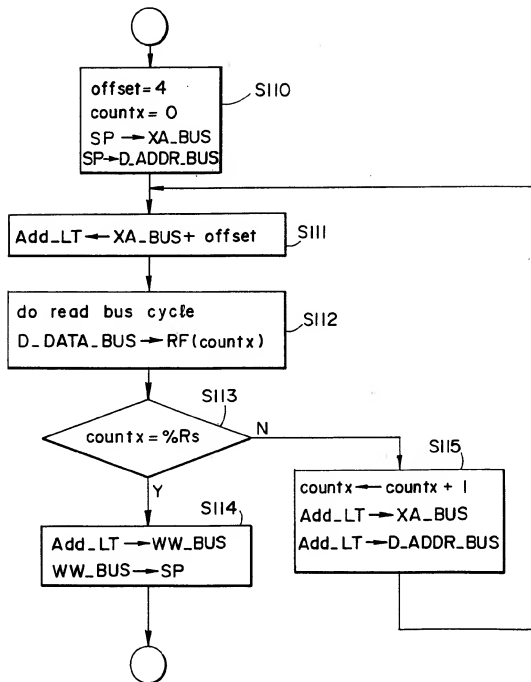 offset = 4
countx = 0
SP → XA_BUS
SP → D_ADDR_BUS
S110
Add_LT ← XA_BUS + offset
S111
do read bus cycle
D_DATA_BUS → RF(countx)
S112
S113
countx = %Rs
N
Y
S114
Add_LT → WW_BUS
WW_BUS → SP
S115
countx ← countx + 1
Add_LT → XA_BUS
Add_LT → D_ADDR_BUS